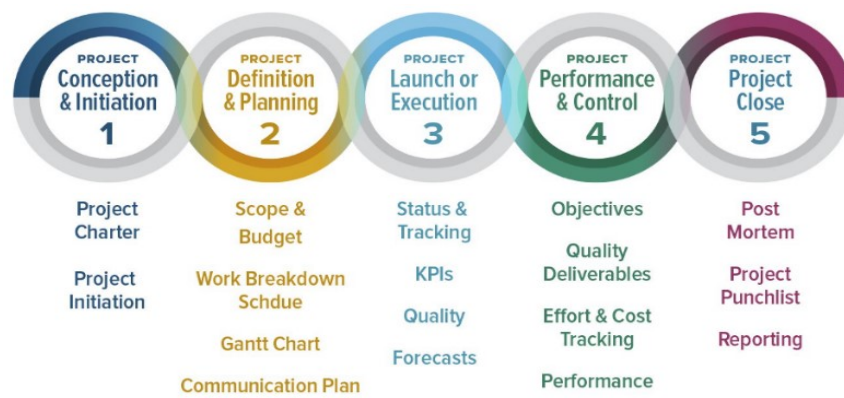 PROJECT
Conception
& Initiation
1
PROJECT
Definition
& Planning
2
PROJECT
Launch or
Execution
3
PROJECT
Performance
& Control
4
PROJECT
Project
Close
5
Project
Charter
Project
Initiation
Scope &
Budget
Work Breakdown
Schdue
Gantt Chart
Communication Plan
Status &
Tracking
KPIs
Quality
Forecasts
Objectives
Quality
Deliverables
Effort & Cost
Tracking
Performance
Post
Mortem
Project
Punchlist
Reporting